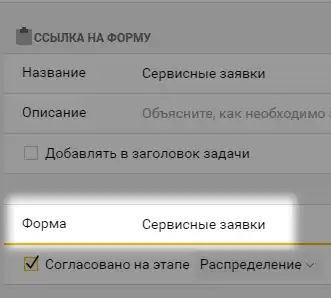 ССЫЛКА НА ФОРМУ
Название Сервисные заявки
Описание Объясните, как необходимо
Добавлять в заголовок задачи
Форма Сервисные заявки
Согласовано на этапе Распределение